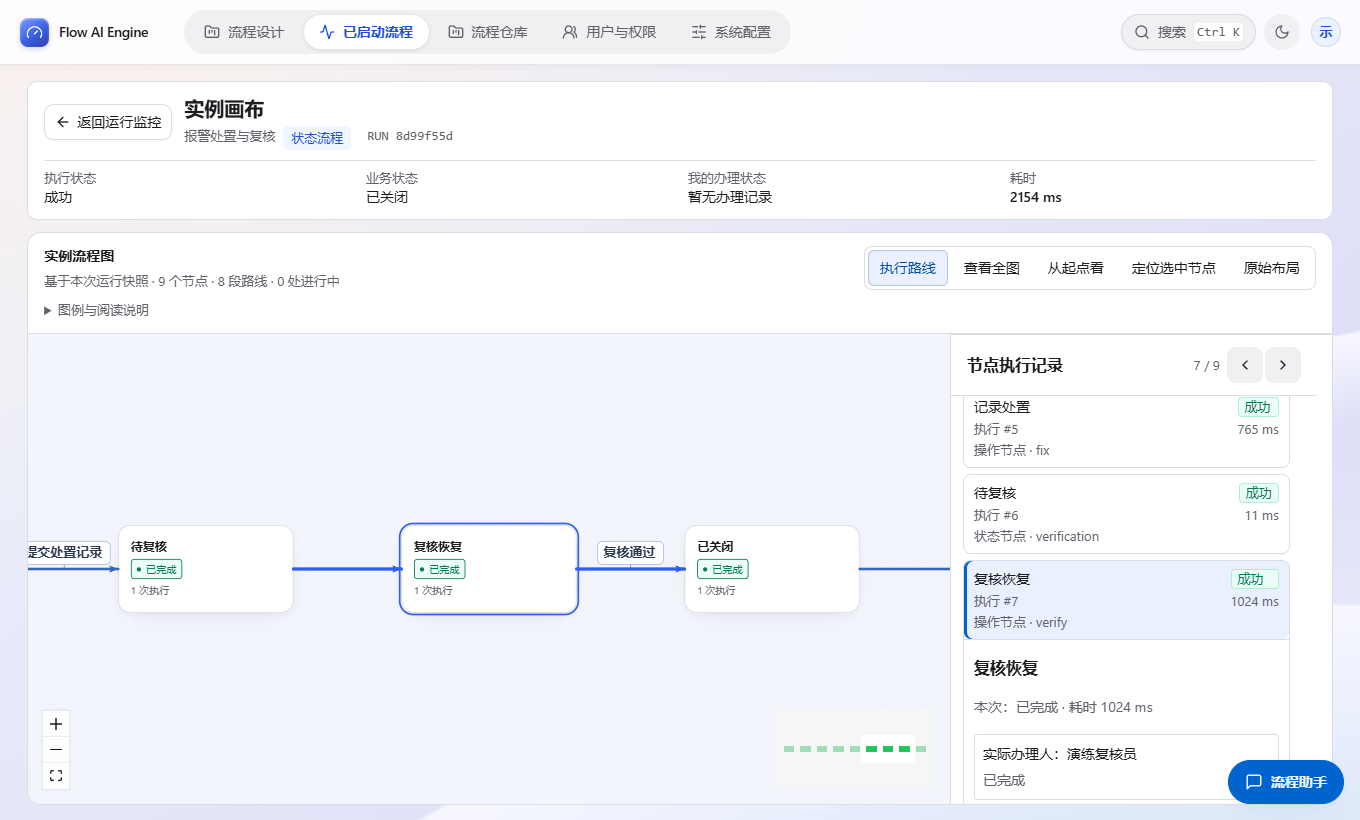 Flow AI Engine
流程设计
已启动流程
流程仓库
用户与权限
系统配置
搜索 Ctrl K
示
返回运行监控
实例画布
报警处置与复核 状态流程 RUN 8d99f55d
执行状态
成功
业务状态
已关闭
我的办理状态
暂无办理记录
耗时
2154 ms
实例流程图
基于本次运行快照 · 9 个节点 · 8 段路线 · 0 处进行中
图例与阅读说明
执行路线
查看全图
从起点看
定位选中节点
原始布局
提交处置记录
待复核
已完成
1 次执行
复核恢复
已完成
1 次执行
复核通过
已关闭
已完成
1 次执行
节点执行记录
7 / 9
记录处置 成功
执行 #5 765 ms
操作节点 · fix
待复核 成功
执行 #6 11 ms
状态节点 · verification
复核恢复 成功
执行 #7 1024 ms
操作节点 · verify
复核恢复
本次：已完成 · 耗时 1024 ms
实际办理人：演练复核员
已完成
流程助手